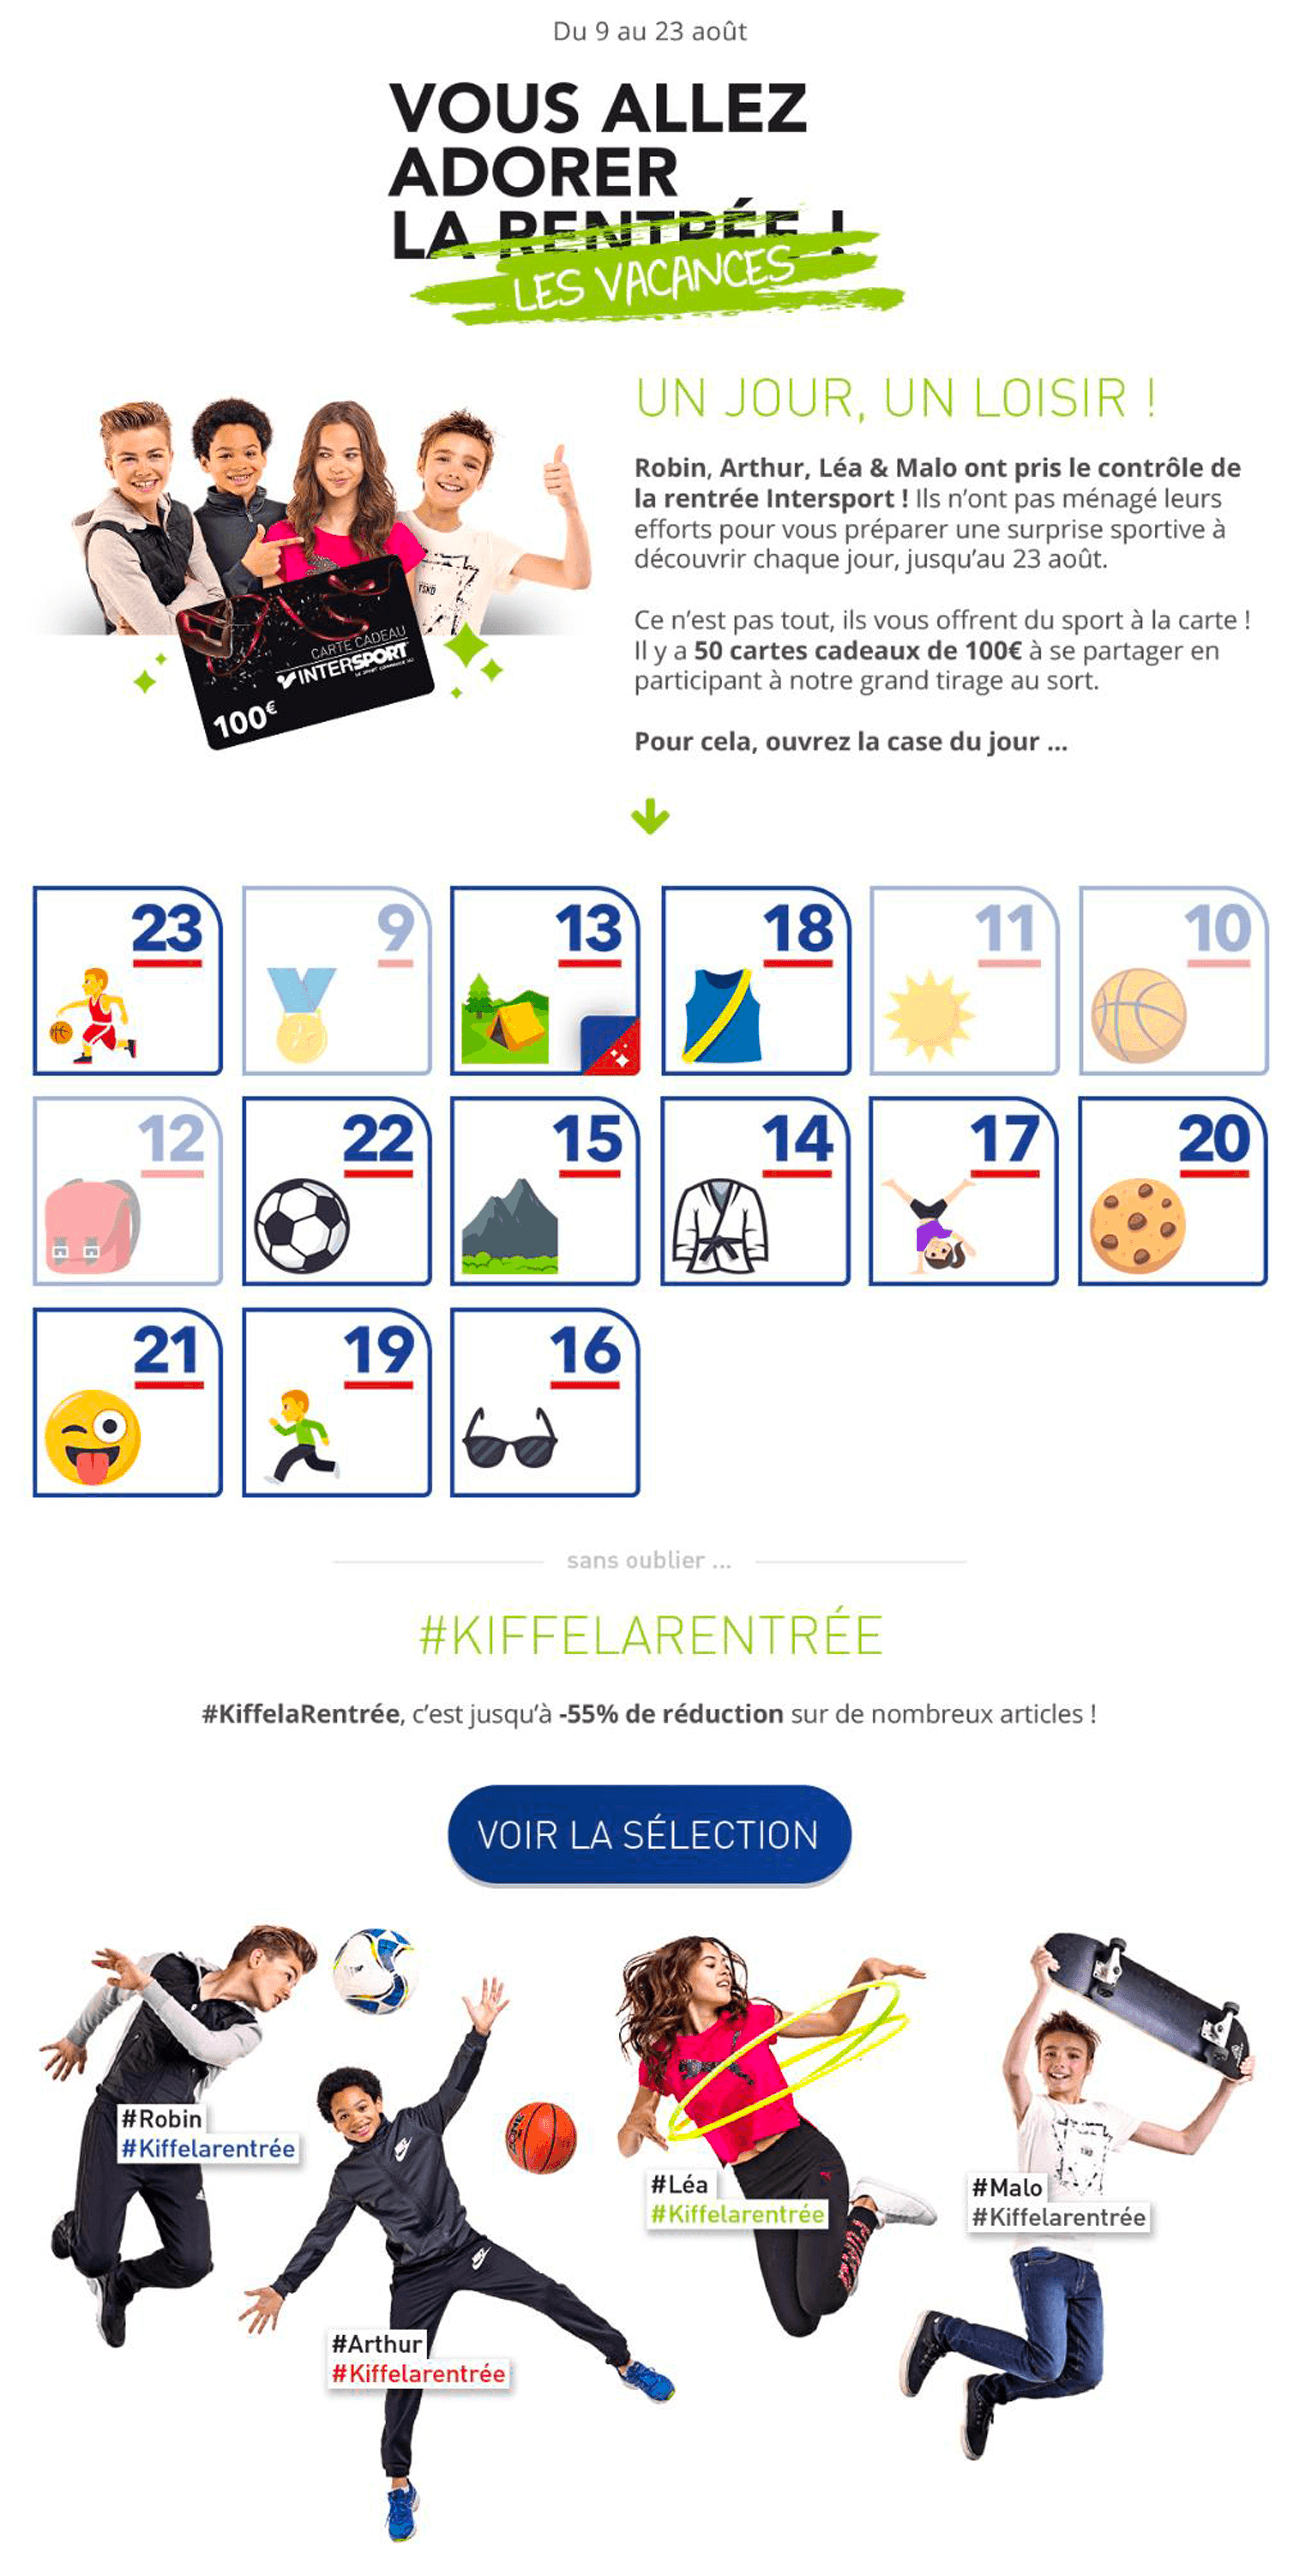 Du 9 au 23 août
VOUS ALLEZ
ADORER
LA RENTRÉE !
LES VACANCES
UN JOUR, UN LOISIR !
Robin, Arthur, Léa & Malo ont pris le contrôle de
la rentrée Intersport ! Ils n’ont pas ménagé leurs
efforts pour vous préparer une surprise sportive à
découvrir chaque jour, jusqu’au 23 août.
Ce n’est pas tout, ils vous offrent du sport à la carte !
Il y a 50 cartes cadeaux de 100€ à se partager en
participant à notre grand tirage au sort.
Pour cela, ouvrez la case du jour ...
CARTE CADEAU
INTERSPORT
100€
23 9 13 18 11 10
12 22 15 14 17 20
21 19 16
sans oublier ...
#KIFFELARENTRÉE
#KiffelaRentrée, c’est jusqu’à -55% de réduction sur de nombreux articles !
VOIR LA SÉLECTION
#Robin
#Kiffelarentrée
#Léa
#Kiffelarentrée
#Malo
#Kiffelarentrée
#Arthur
#Kiffelarentrée